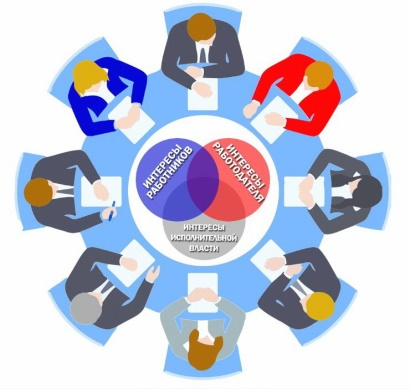 ИНТЕРЕСЫ
РАБОТНИКОВ
ИНТЕРЕСЫ
РАБОТОДАТЕЛЯ
ИНТЕРЕСЫ
ИСПОЛНИТЕЛЬНОЙ
ВЛАСТИ